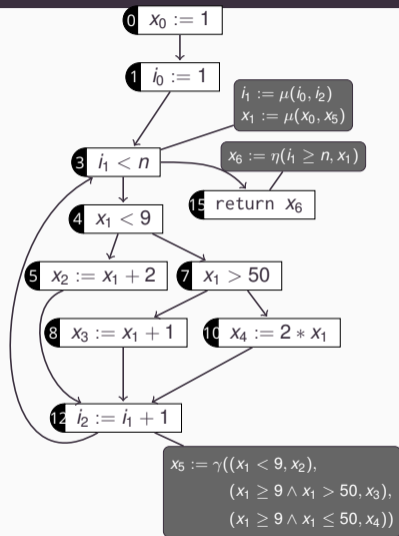 0 x₀ := 1
1 i₀ := 1
i₁ := μ(i₀, i₂)
x₁ := μ(x₀, x₅)
3 i₁ < n
x₆ := η(i₁ ≥ n, x₁)
15 return x₆
4 x₁ < 9
5 x₂ := x₁ + 2
7 x₁ > 50
8 x₃ := x₁ + 1
10 x₄ := 2 * x₁
12 i₂ := i₁ + 1
x₅ := γ((x₁ < 9, x₂),
(x₁ ≥ 9 ∧ x₁ > 50, x₃),
(x₁ ≥ 9 ∧ x₁ ≤ 50, x₄))